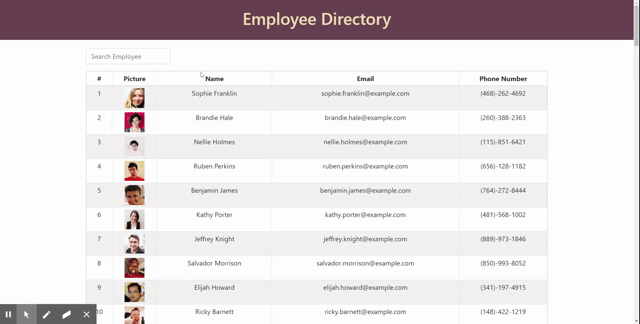 Employee Directory
Search Employee
# Picture Name Email Phone Number
1 Sophie Franklin sophie.franklin@example.com (468)-262-4692
2 Brandie Hale brandie.hale@example.com (260)-388-2363
3 Nellie Holmes nellie.holmes@example.com (115)-851-6421
4 Ruben Perkins ruben.perkins@example.com (656)-128-1182
5 Benjamin James benjamin.james@example.com (764)-272-8444
6 Kathy Porter kathy.porter@example.com (481)-568-1002
7 Jeffrey Knight jeffrey.knight@example.com (889)-973-1846
8 Salvador Morrison salvador.morrison@example.com (850)-993-8052
9 Elijah Howard elijah.howard@example.com (341)-197-4915
10 Ricky Barnett ricky.barnett@example.com (148)-422-1219